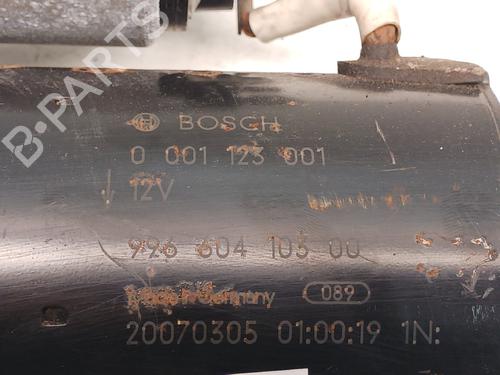 BOSCH
0 001 123 001
12V
996 604 103 00
Made in Germany
089
20070305 01:00:19 1N: